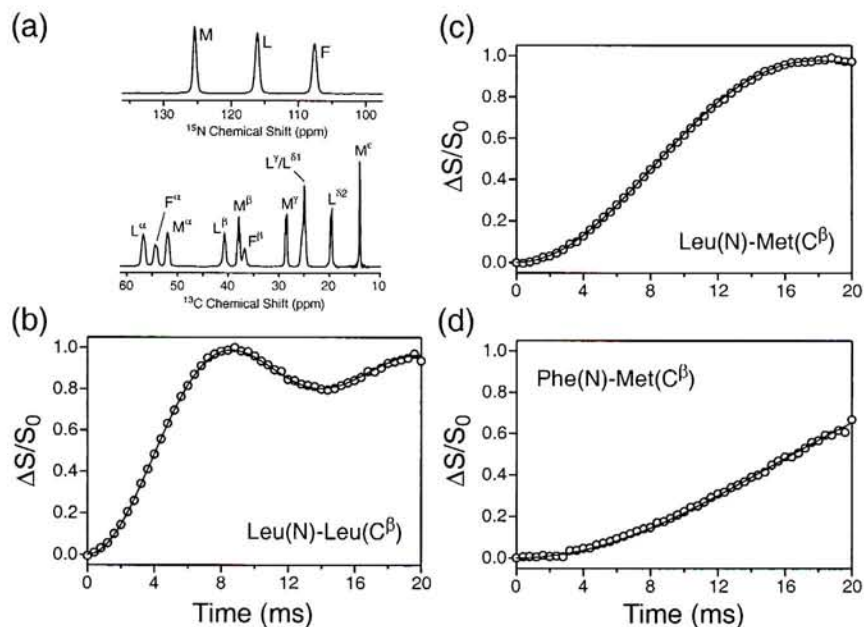 (a)
M
L
F
130
120
110
100
¹⁵N Chemical Shift (ppm)
Lᵅ
Fᵅ
Mᵅ
Lᵝ
Mᵝ
Fᵝ
Mᵞ
Lᵞ/Lᵟ¹
Lᵟ²
Mᵋ
60
50
40
30
20
10
¹³C Chemical Shift (ppm)
(b)
ΔS/S₀
1.0
0.8
0.6
0.4
0.2
0.0
Leu(N)-Leu(Cᵝ)
0
4
8
12
16
20
Time (ms)
(c)
ΔS/S₀
1.0
0.8
0.6
0.4
0.2
0.0
Leu(N)-Met(Cᵝ)
0
4
8
12
16
20
(d)
ΔS/S₀
1.0
0.8
0.6
0.4
0.2
0.0
Phe(N)-Met(Cᵝ)
0
4
8
12
16
20
Time (ms)